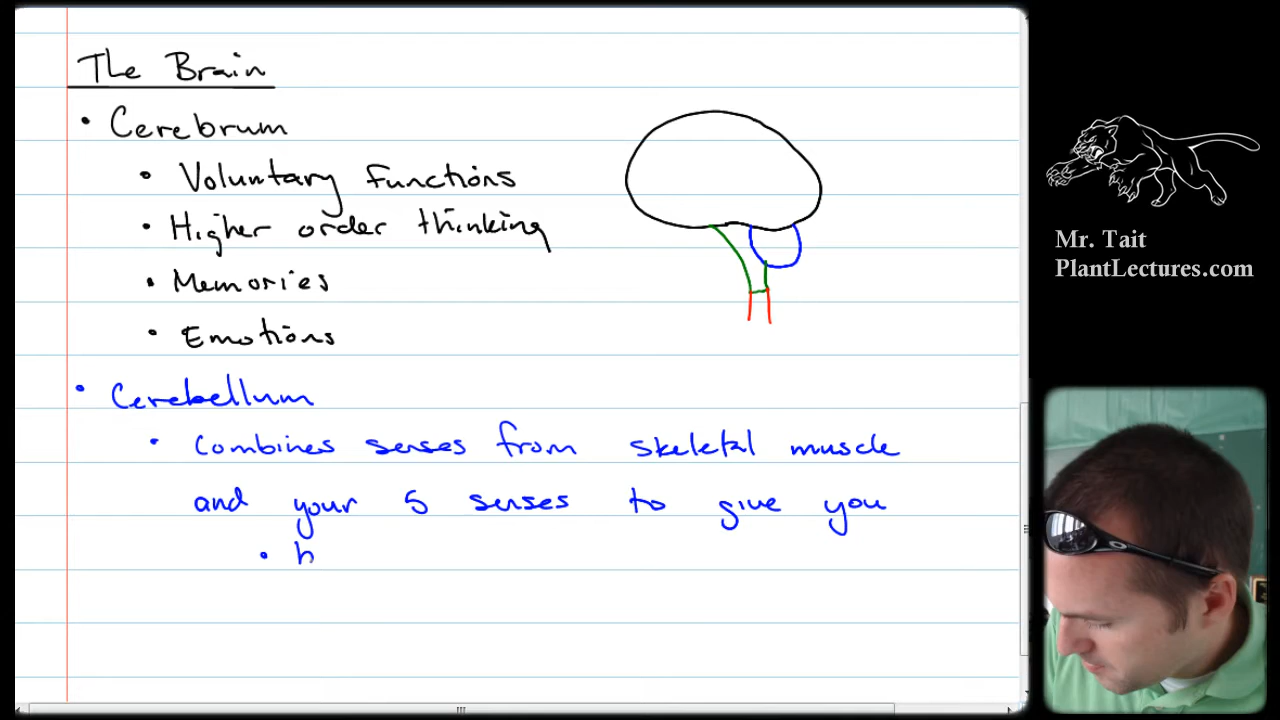 The Brain
• Cerebrum
• Voluntary functions
• Higher order thinking
• Memories
• Emotions
• Cerebellum
• Combines senses from skeletal muscle
and your 5 senses to give you
Mr. Tait
PlantLectures.com